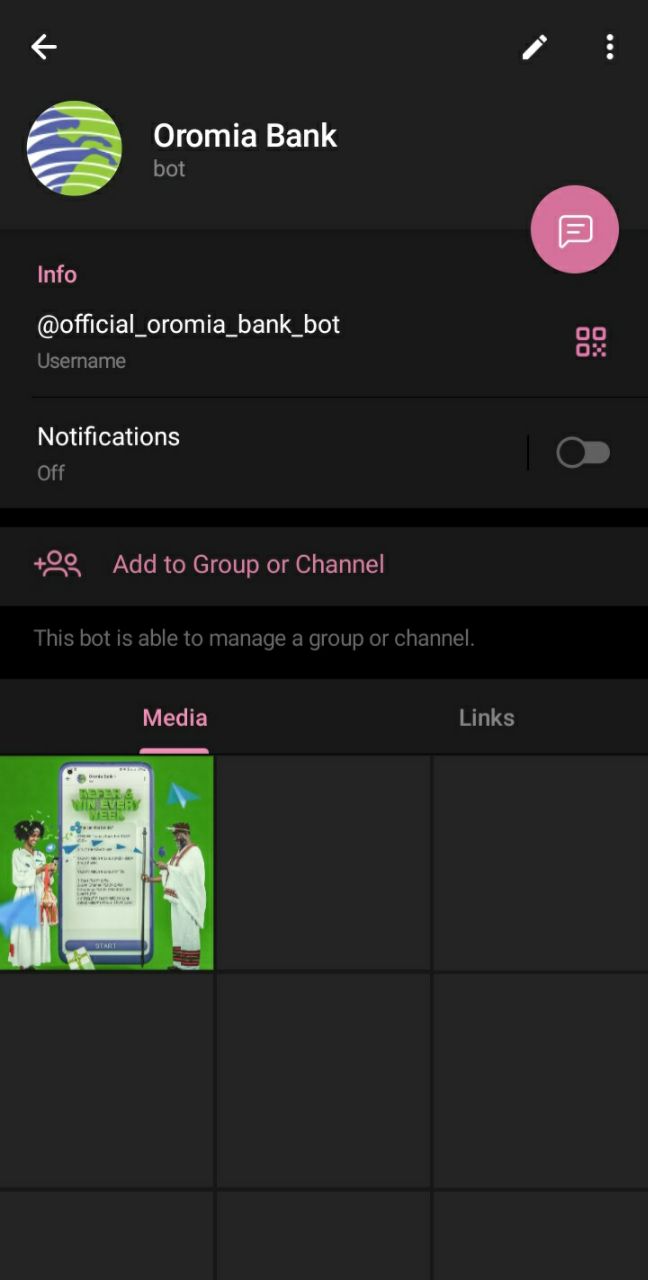 Oromia Bank
bot
Info
@official_oromia_bank_bot
Username
Notifications
Off
Add to Group or Channel
This bot is able to manage a group or channel.
Media
Links
Oromia Bank
REFER &
WIN EVERY
WEEK
START